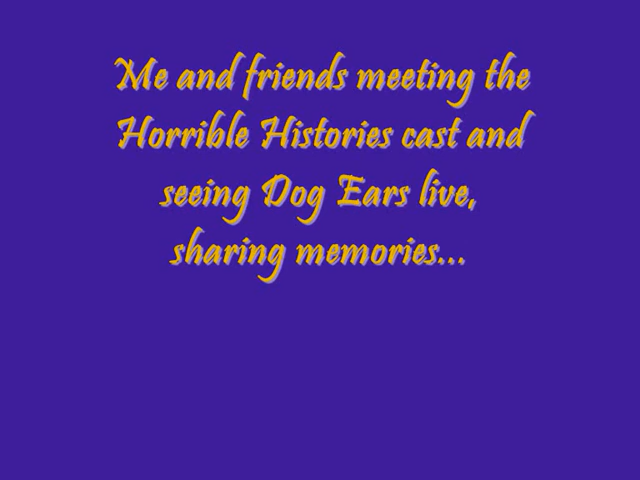 Me and friends meeting the
Horrible Histories cast and
seeing Dog Ears live,
sharing memories...